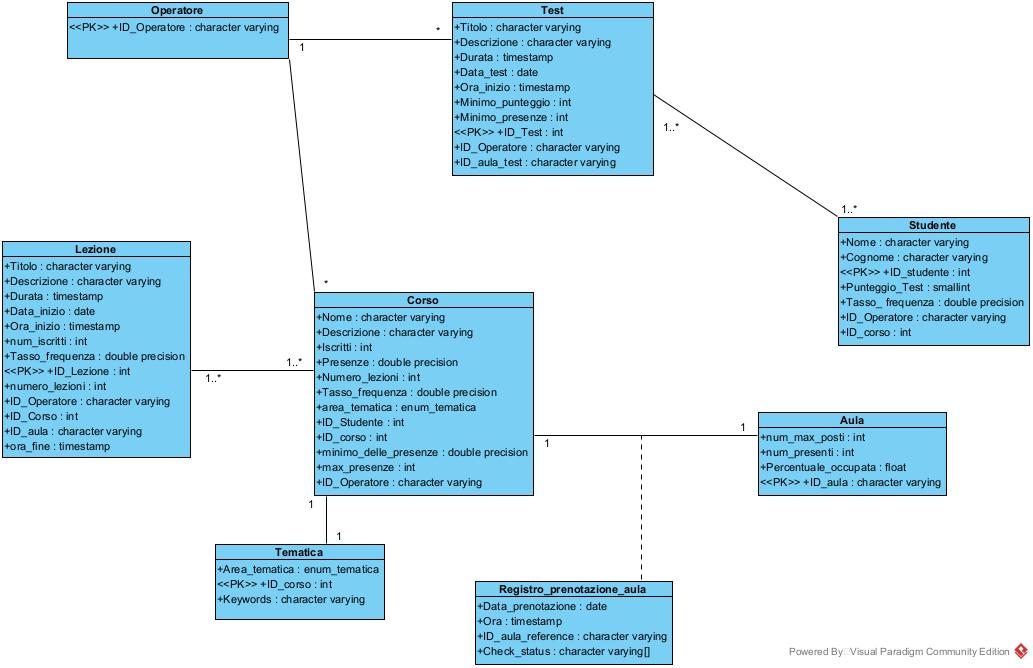 Operatore
<<PK>> +ID_Operatore : character varying
1
*
Test
+Titolo : character varying
+Descrizione : character varying
+Durata : timestamp
+Data_test : date
+Ora_inizio : timestamp
+Minimo_punteggio : int
+Minimo_presenze : int
<<PK>> +ID_Test : int
+ID_Operatore : character varying
+ID_aula_test : character varying
1..*
1..*
Studente
+Nome : character varying
+Cognome : character varying
<<PK>> +ID_studente : int
+Punteggio_Test : smallint
+Tasso_ frequenza : double precision
+ID_Operatore : character varying
+ID_corso : int
Lezione
+Titolo : character varying
+Descrizione : character varying
+Durata : timestamp
+Data_inizio : date
+Ora_inizio : timestamp
+num_iscritti : int
+Tasso_frequenza : double precision
<<PK>> +ID_Lezione : int
+numero_lezioni : int
+ID_Operatore : character varying
+ID_Corso : int
+ID_aula : character varying
+ora_fine : timestamp
1..*
1..*
*
Corso
+Nome : character varying
+Descrizione : character varying
+Iscritti : int
+Presenze : double precision
+Numero_lezioni : int
+Tasso_frequenza : double precision
+area_tematica : enum_tematica
+ID_Studente : int
+ID_corso : int
+minimo_delle_presenze : double precision
+max_presenze : int
+ID_Operatore : character varying
1
1
Aula
+num_max_posti : int
+num_presenti : int
+Percentuale_occupata : float
<<PK>> +ID_aula : character varying
1
1
Tematica
+Area_tematica : enum_tematica
<<PK>> +ID_corso : int
+Keywords : character varying
Registro_prenotazione_aula
+Data_prenotazione : date
+Ora : timestamp
+ID_aula_reference : character varying
+Check_status : character varying[]
Powered By Visual Paradigm Community Edition